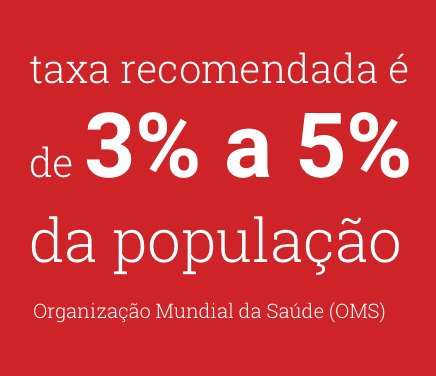 taxa recomendada é
de 3% a 5%
da população
Organização Mundial da Saúde (OMS)